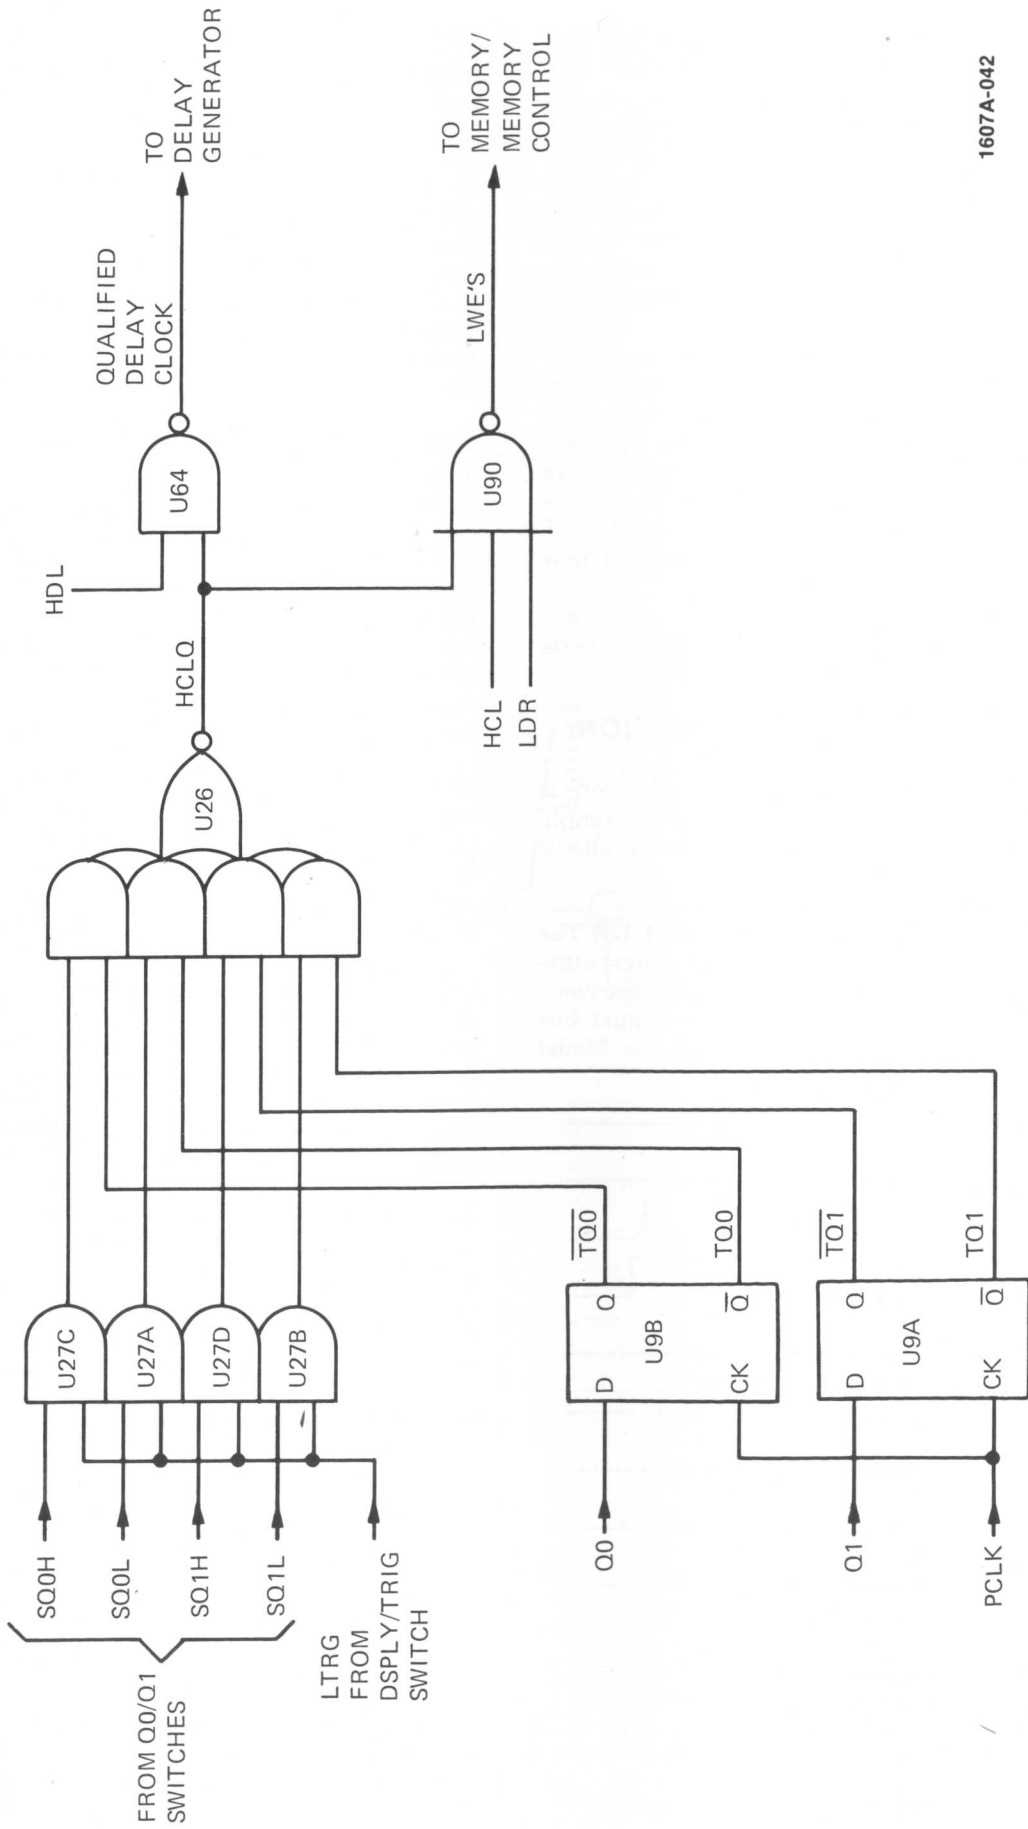 SQ0H
SQ0L
SQ1H
SQ1L
FROM Q0/Q1
SWITCHES
LTRG
FROM
DSPLY/TRIG
SWITCH
U27C
U27A
U27D
U27B
U26
HCLQ
HDL
U64
QUALIFIED
DELAY
CLOCK
TO
DELAY
GENERATOR
HCL
LDR
U90
LWE'S
TO
MEMORY/
MEMORY
CONTROL
Q0
D
Q
U9B
CK
Q̅
T̅Q̅0̅
TQ0
Q1
D
Q
U9A
CK
Q̅
T̅Q̅1̅
TQ1
PCLK
1607A-042